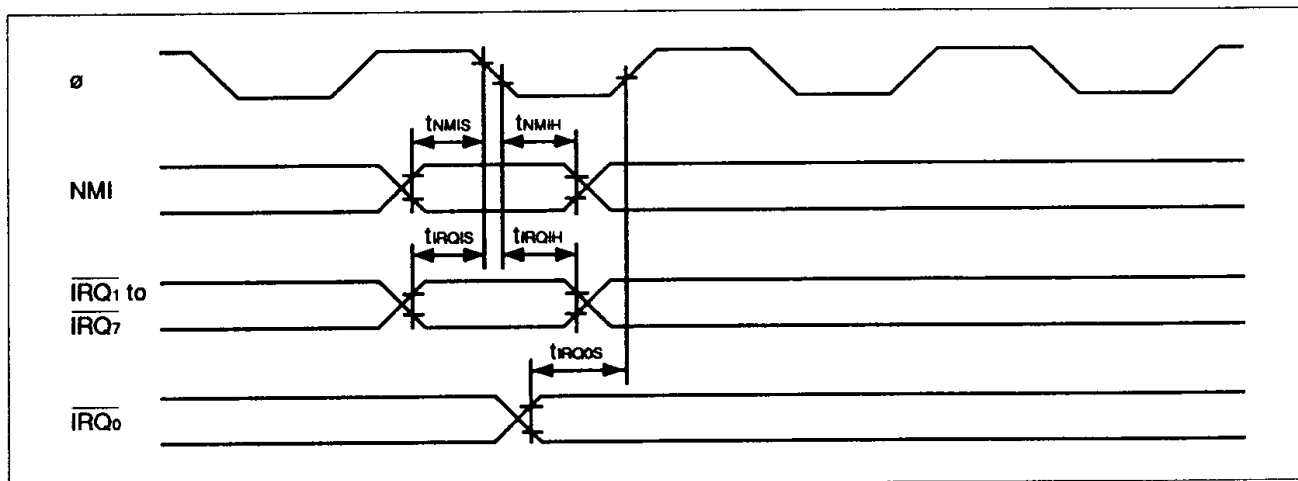 ø
tNMIS tNMIH
NMI
tIRQIS tIRQIH
IRQ1 to
IRQ7
tIRQ0S
IRQ0